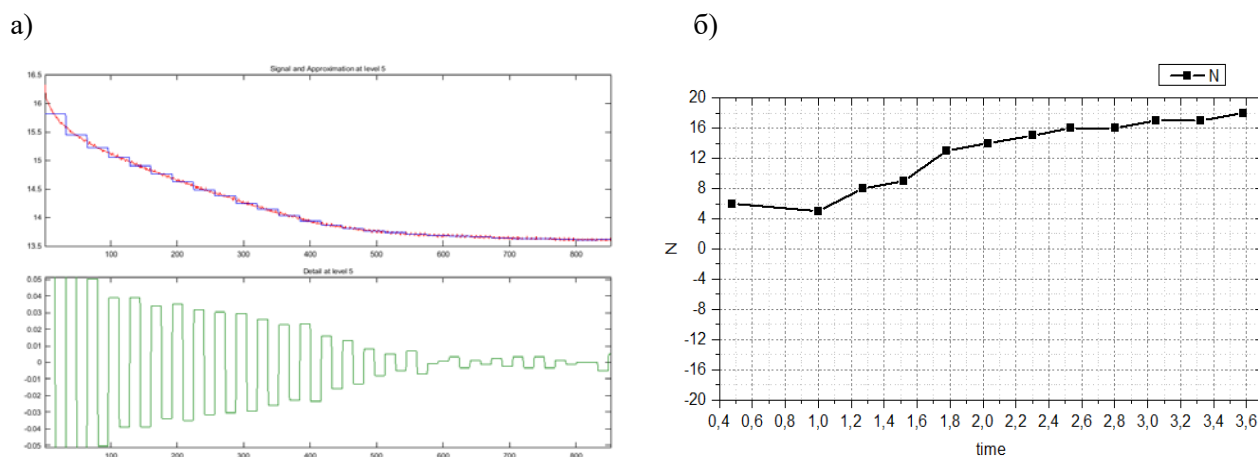 а)
Signal and Approximation at level 5
16.5
16
15.5
15
14.5
14
13.5
100 200 300 400 500 600 700 800
Detail at level 5
0.05
0.04
0.03
0.02
0.01
0
-0.01
-0.02
-0.03
-0.04
-0.05
100 200 300 400 500 600 700 800
б)
N
20
16
12
8
4
0
-4
-8
-12
-16
-20
N
0,4 0,6 0,8 1,0 1,2 1,4 1,6 1,8 2,0 2,2 2,4 2,6 2,8 3,0 3,2 3,4 3,6
time